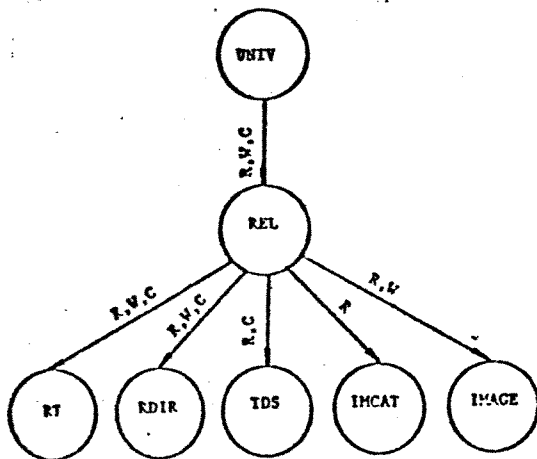 UNIV
R,W,C
REL
R,W,C
R,W,C
R,C
R
R,W
RT
RDIR
TDS
IMCAT
IMAGE